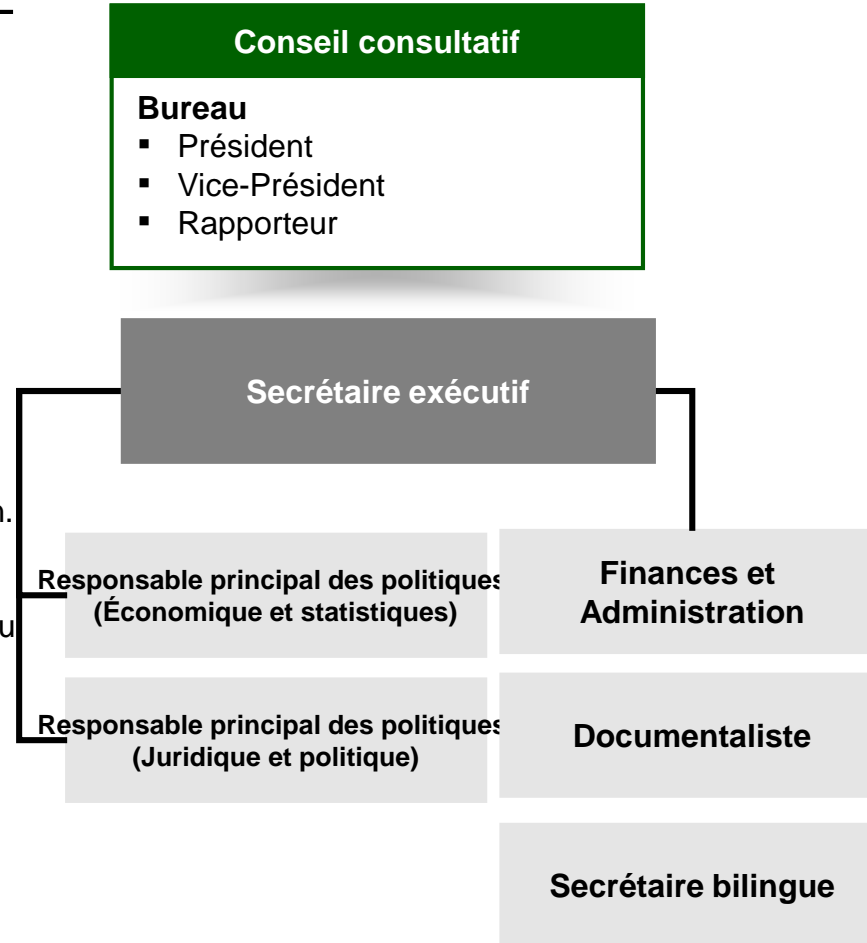 Conseil consultatif
Bureau
▪ Président
▪ Vice-Président
▪ Rapporteur
Secrétaire exécutif
n.
u
Responsable principal des politiques
(Économique et statistiques)
Finances et
Administration
Responsable principal des politiques
(Juridique et politique)
Documentaliste
Secrétaire bilingue